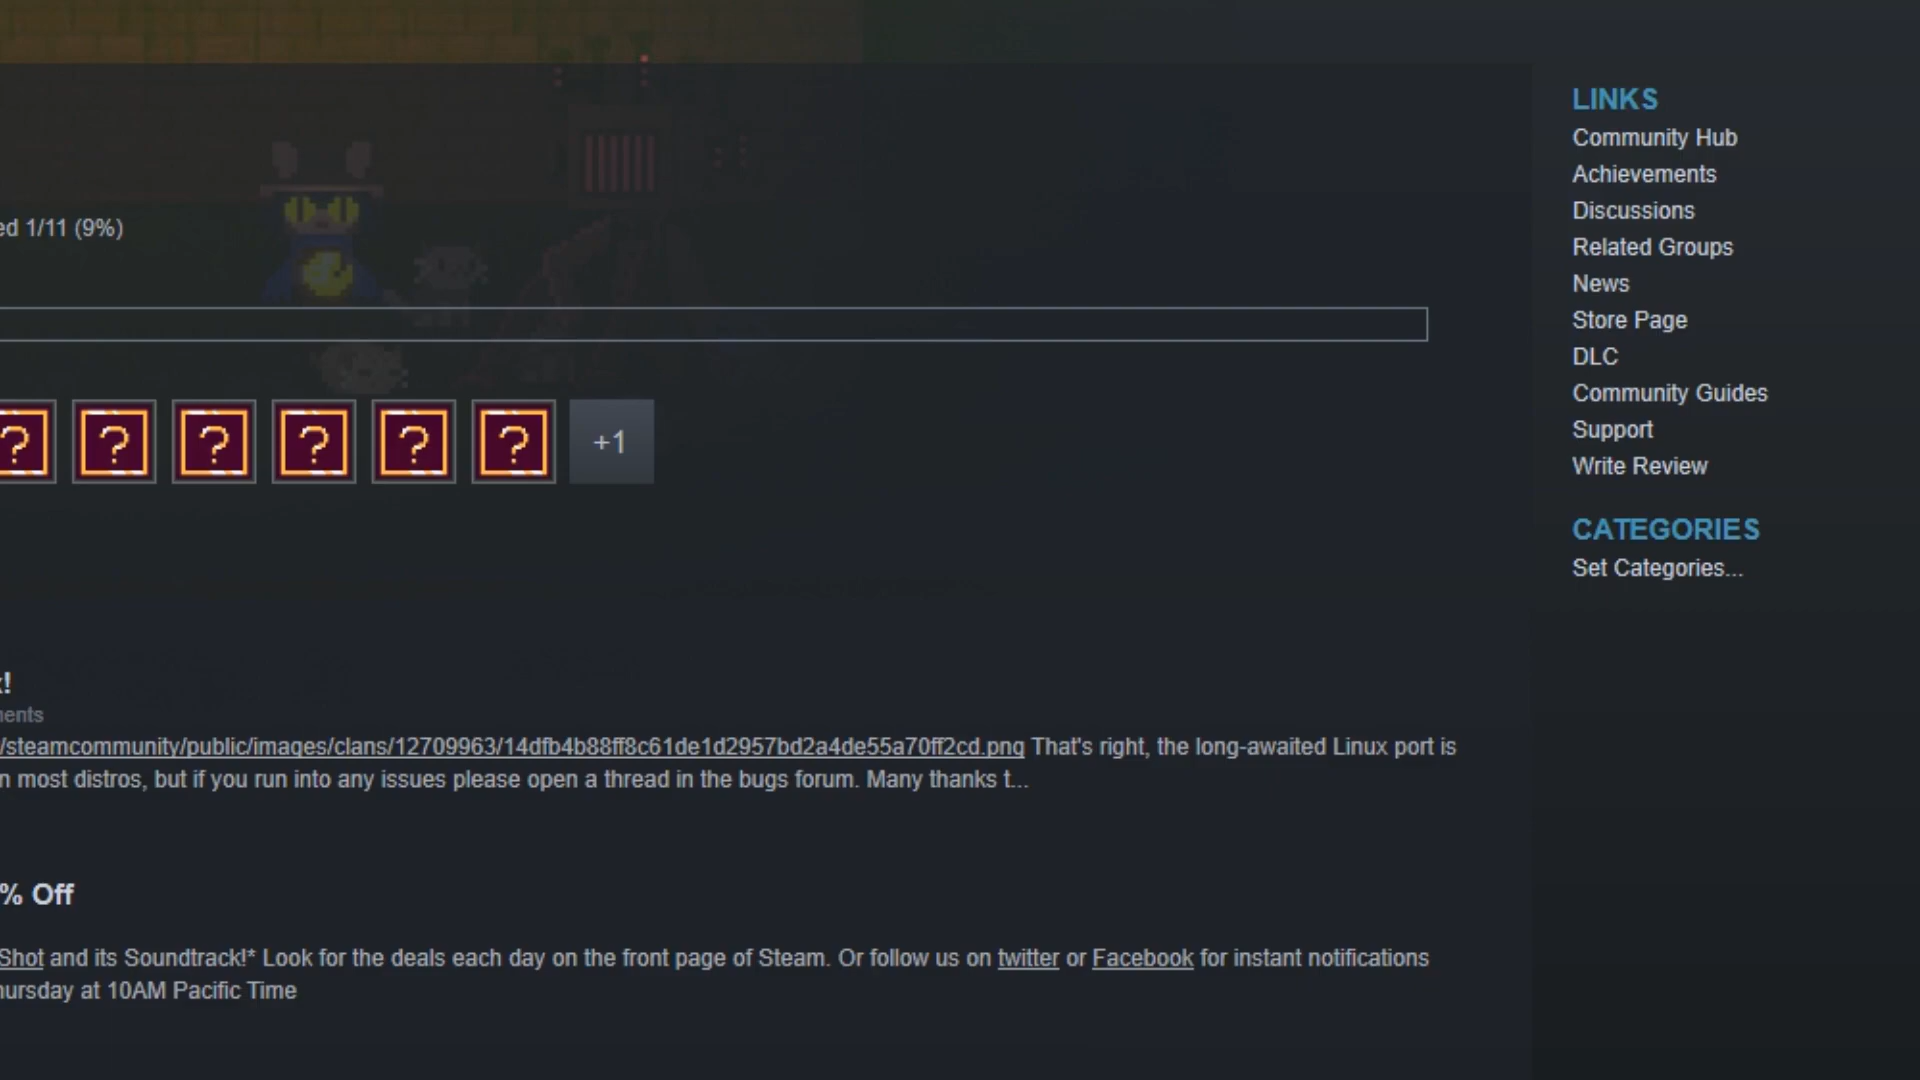 LINKS
Community Hub
Achievements
Discussions
Related Groups
News
Store Page
DLC
Community Guides
Support
Write Review
CATEGORIES
Set Categories...
ed 1/11 (9%)
? ? ? ? ? ? +1
!
ents
/steamcommunity/public/images/clans/12709963/14dfb4b88ff8c61de1d2957bd2a4de55a70ff2cd.png That's right, the long-awaited Linux port is
n most distros, but if you run into any issues please open a thread in the bugs forum. Many thanks t...
% Off
Shot and its Soundtrack!* Look for the deals each day on the front page of Steam. Or follow us on twitter or Facebook for instant notifications
hursday at 10AM Pacific Time